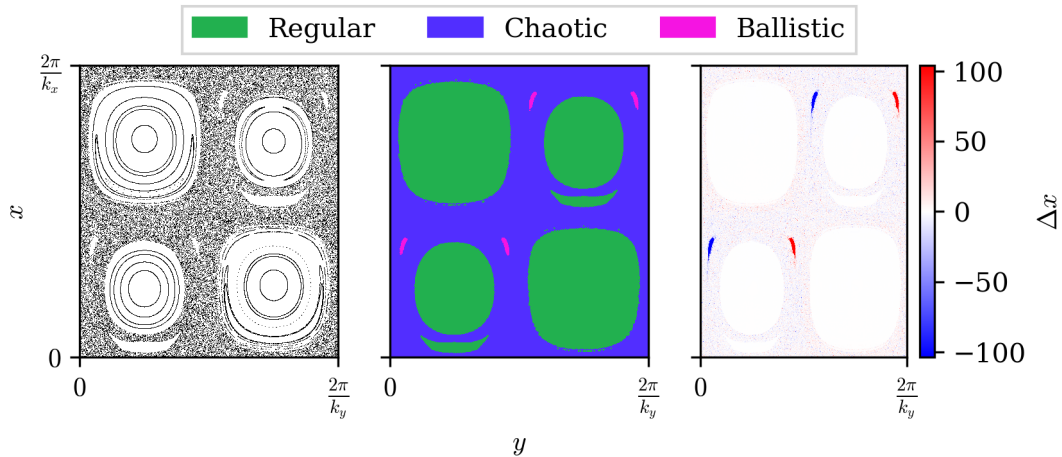 Regular Chaotic Ballistic
2π/k_x
x
0
0 2π/k_y
0 2π/k_y
0 2π/k_y
y
100
50
0
−50
−100
Δx